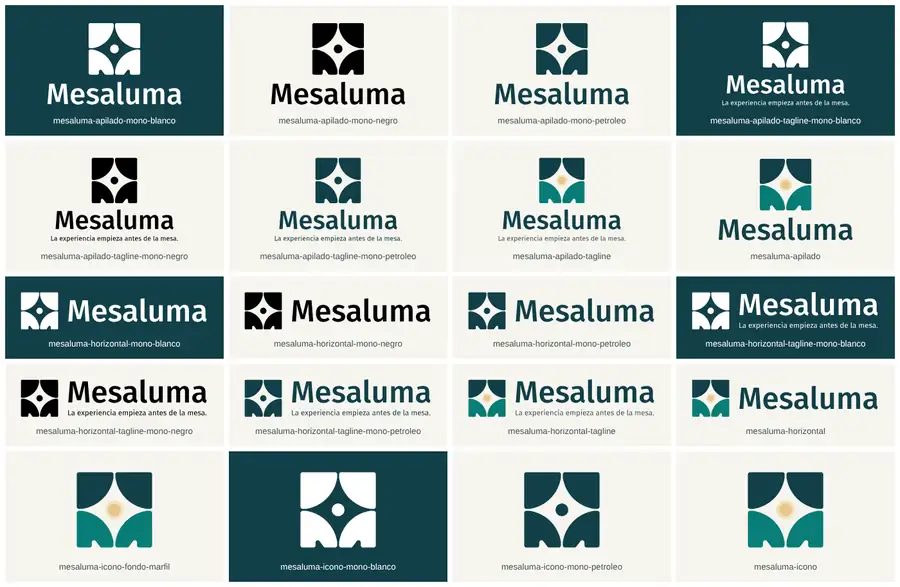 Mesaluma
mesaluma-apilado-mono-blanco
Mesaluma
mesaluma-apilado-mono-negro
Mesaluma
mesaluma-apilado-mono-petroleo
Mesaluma
La experiencia empieza antes de la mesa.
mesaluma-apilado-tagline-mono-blanco
Mesaluma
La experiencia empieza antes de la mesa.
mesaluma-apilado-tagline-mono-negro
Mesaluma
La experiencia empieza antes de la mesa.
mesaluma-apilado-tagline-mono-petroleo
Mesaluma
La experiencia empieza antes de la mesa.
mesaluma-apilado-tagline
Mesaluma
mesaluma-apilado
Mesaluma
mesaluma-horizontal-mono-blanco
Mesaluma
mesaluma-horizontal-mono-negro
Mesaluma
mesaluma-horizontal-mono-petroleo
Mesaluma
La experiencia empieza antes de la mesa.
mesaluma-horizontal-tagline-mono-blanco
Mesaluma
La experiencia empieza antes de la mesa.
mesaluma-horizontal-tagline-mono-negro
Mesaluma
La experiencia empieza antes de la mesa.
mesaluma-horizontal-tagline-mono-petroleo
Mesaluma
La experiencia empieza antes de la mesa.
mesaluma-horizontal-tagline
Mesaluma
mesaluma-horizontal
mesaluma-icono-fondo-marfil
mesaluma-icono-mono-blanco
mesaluma-icono-mono-petroleo
mesaluma-icono